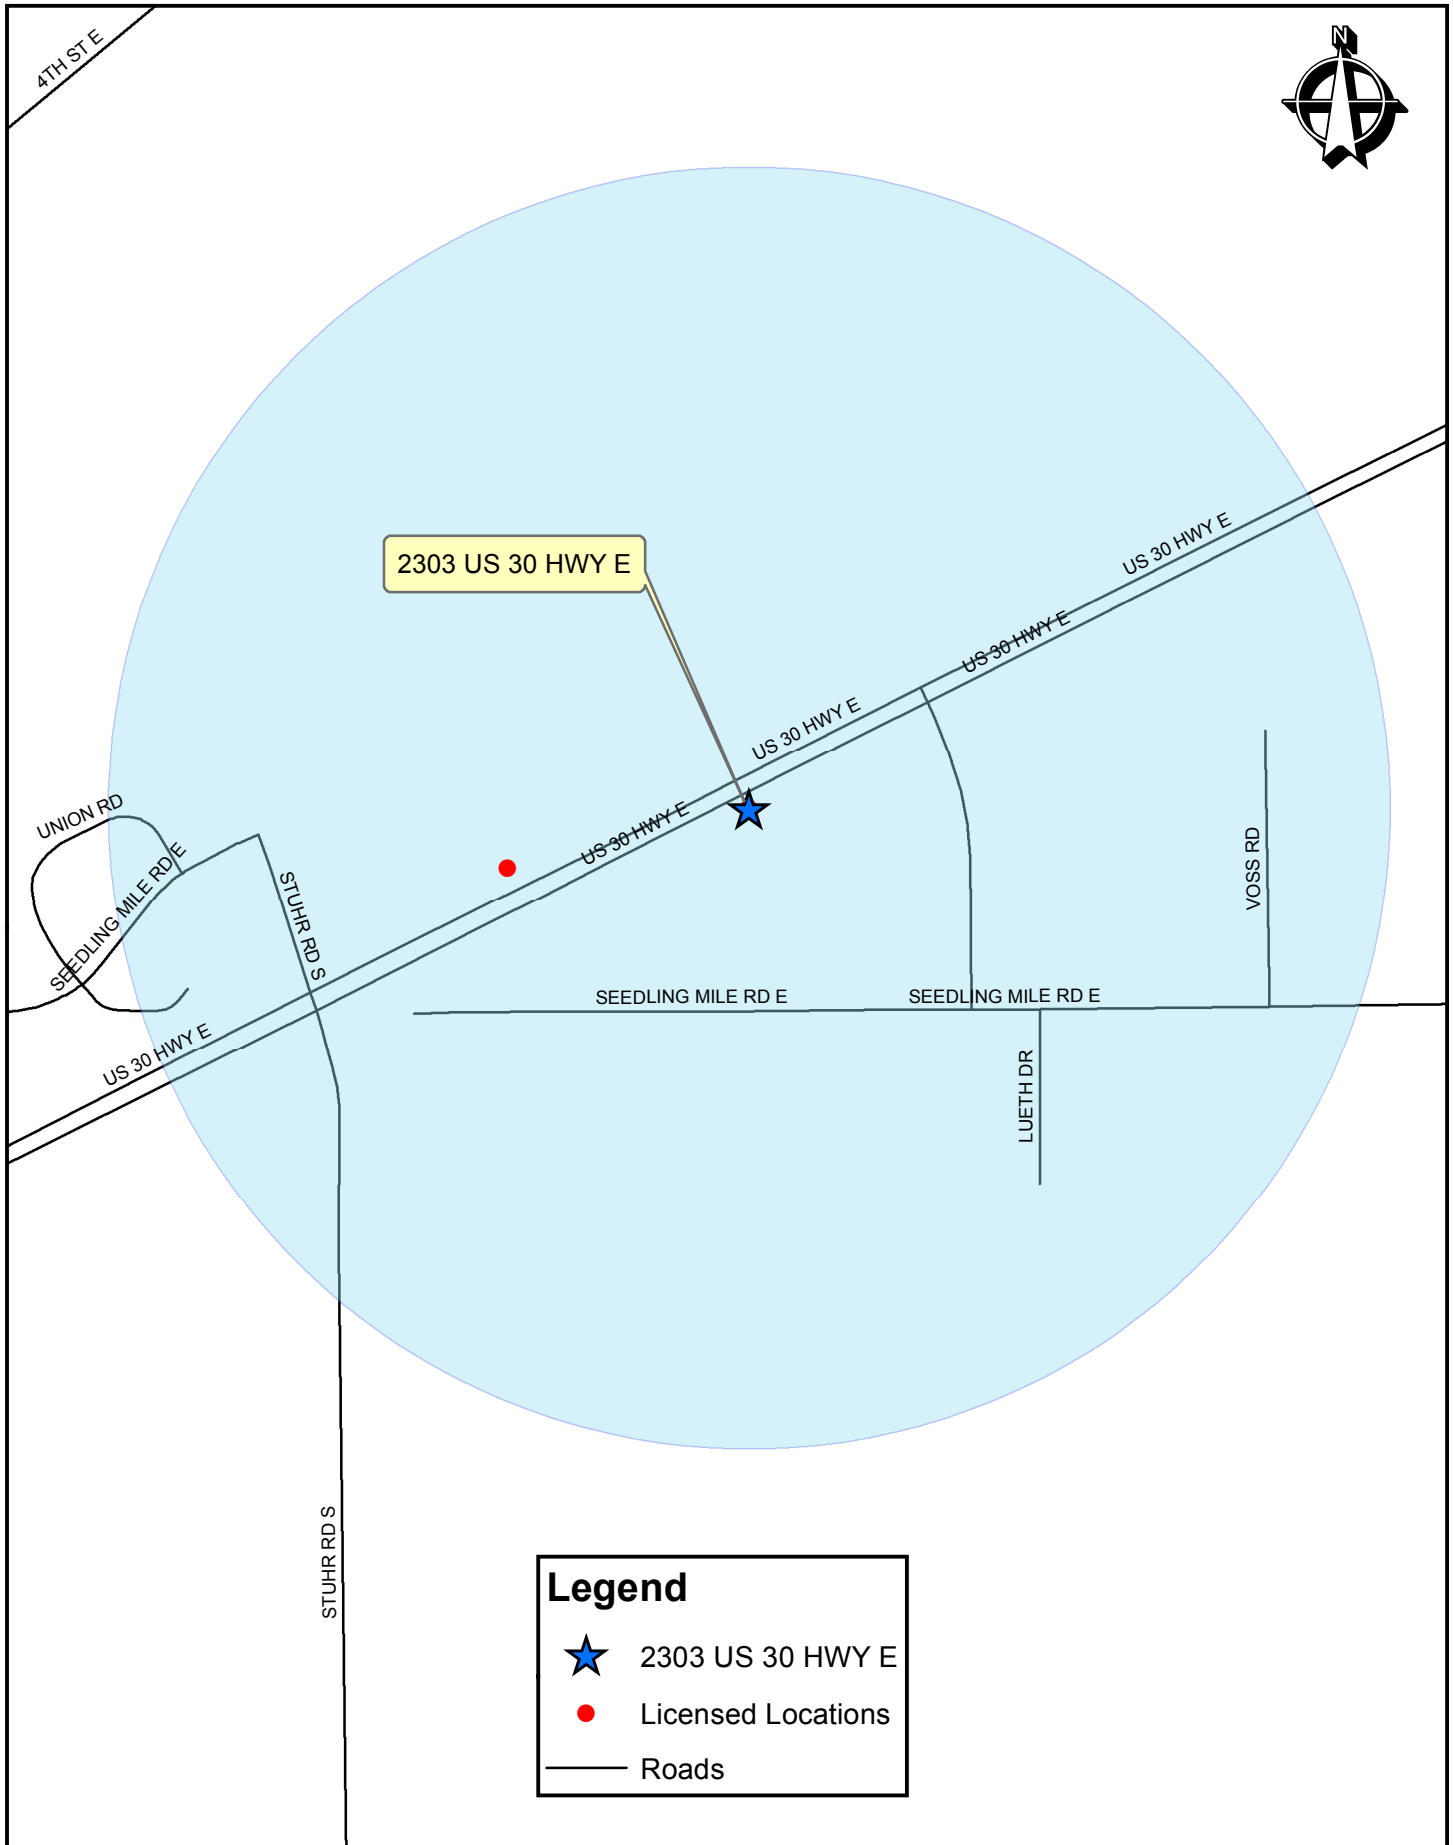 4TH ST E
N
US 30 HWY E
2303 US 30 HWY E
US 30 HWY E
US 30 HWY E
US 30 HWY E
UNION RD
SEEDLING MILE RD E
STUHR RD S
VOSS RD
SEEDLING MILE RD E
SEEDLING MILE RD E
US 30 HWY E
LUETH DR
STUHR RD S
Legend
2303 US 30 HWY E
Licensed Locations
Roads